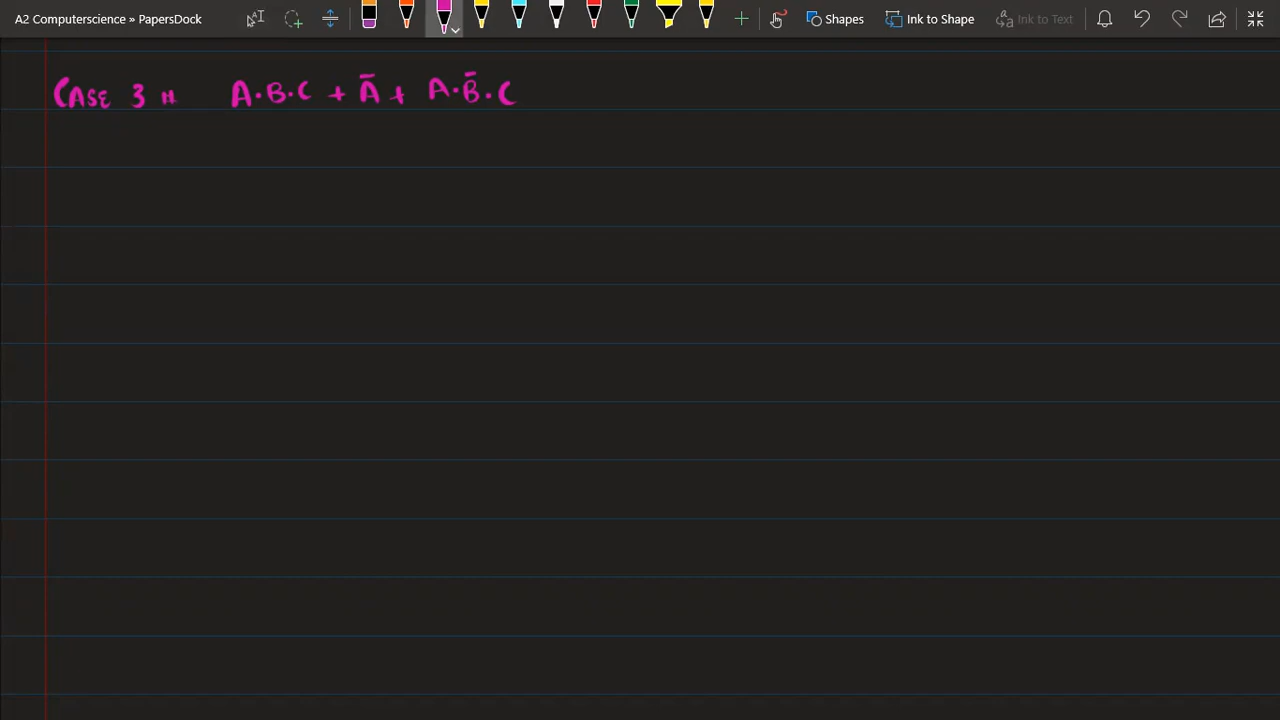 A2 Computerscience » PapersDock
Shapes
Ink to Shape
Ink to Text
CASE 3 :: A·B·C + Ā + A·B̄·C